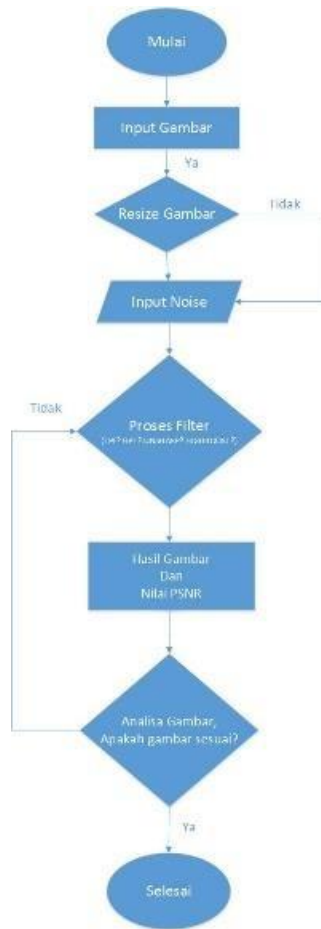 Mulai
Input Gambar
Ya
Resize Gambar
Tidak
Input Noise
Tidak
Proses Filter
Hasil Gambar
Dan
Nilai PSNR
Analisa Gambar,
Apakah gambar sesuai?
Ya
Selesai